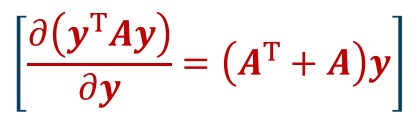 [∂(yᵀAy)/∂y = (Aᵀ + A)y]